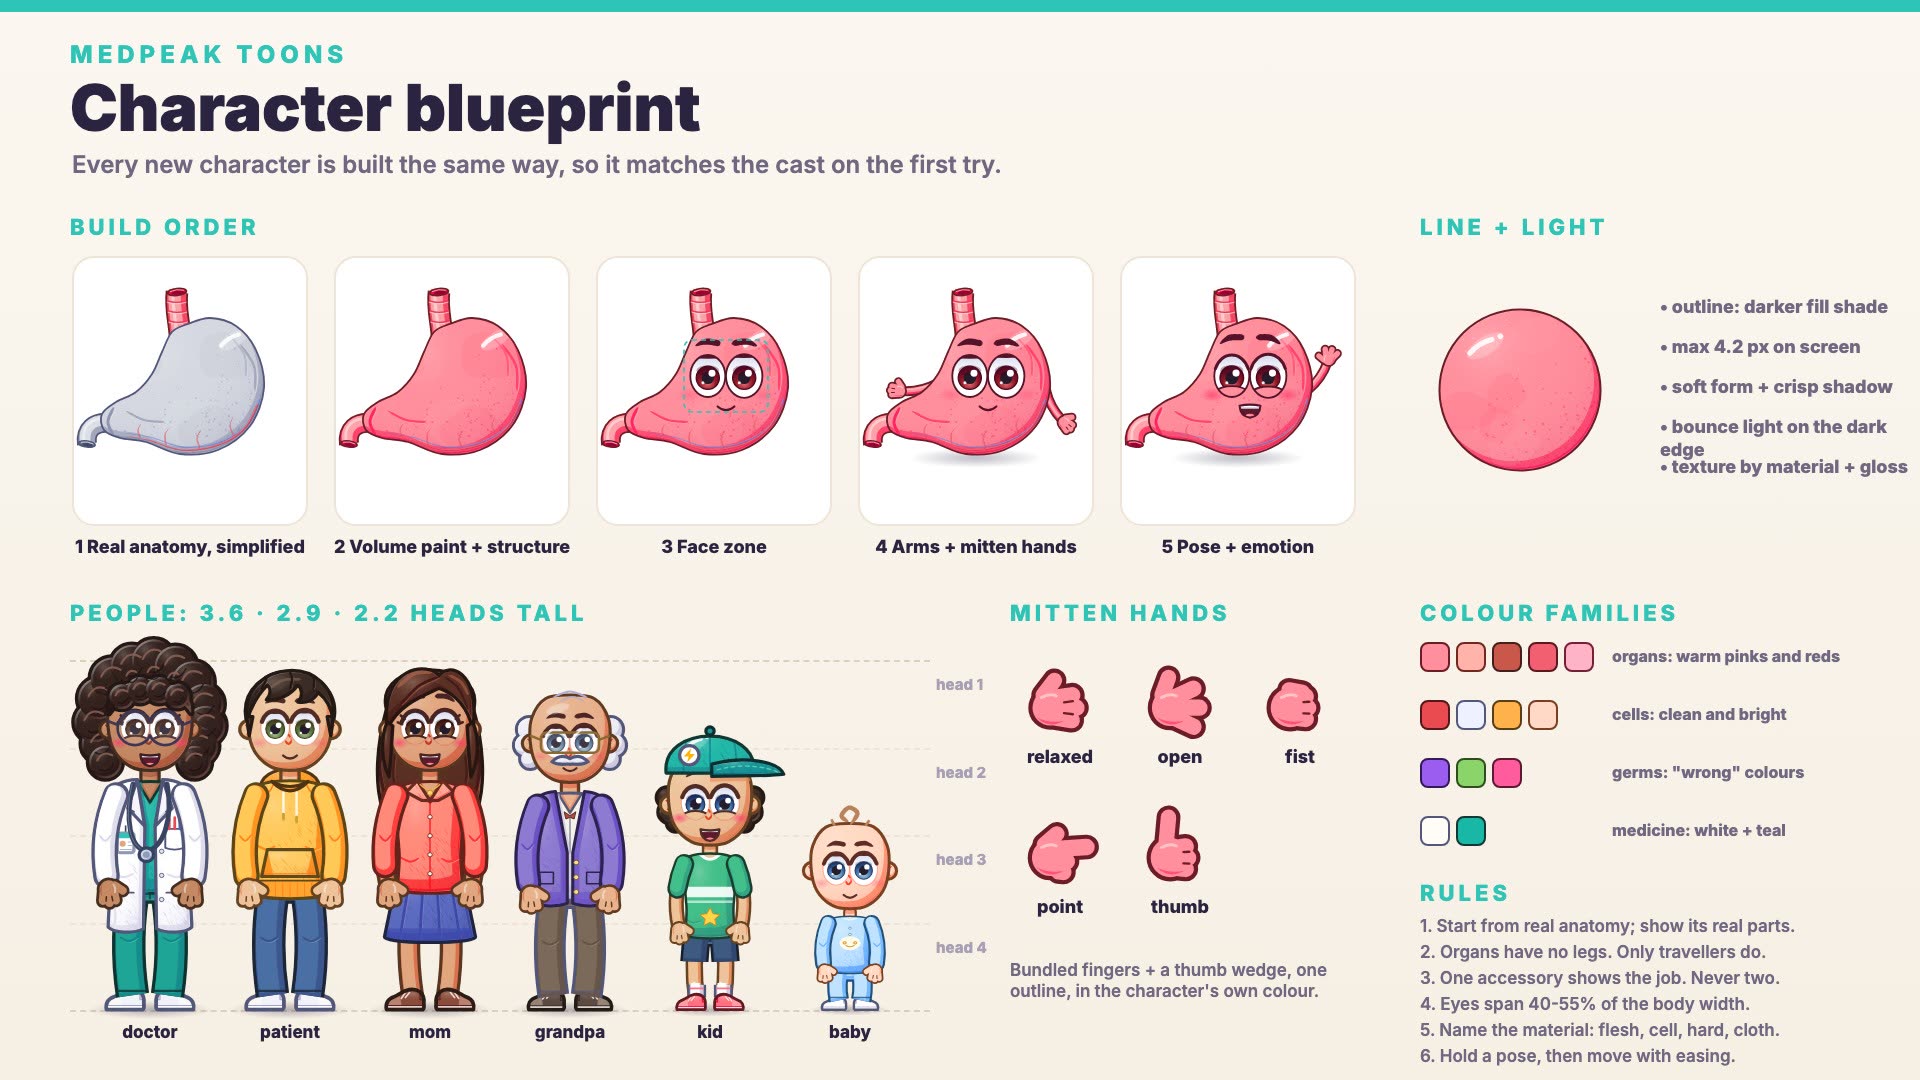 MEDPEAK TOONS
Character blueprint
Every new character is built the same way, so it matches the cast on the first try.
BUILD ORDER
1 Real anatomy, simplified
2 Volume paint + structure
3 Face zone
4 Arms + mitten hands
5 Pose + emotion
LINE + LIGHT
• outline: darker fill shade
• max 4.2 px on screen
• soft form + crisp shadow
• bounce light on the dark
edge
• texture by material + gloss
PEOPLE: 3.6 · 2.9 · 2.2 HEADS TALL
head 1
head 2
head 3
head 4
doctor
patient
mom
grandpa
kid
baby
MITTEN HANDS
relaxed
open
fist
point
thumb
Bundled fingers + a thumb wedge, one
outline, in the character's own colour.
COLOUR FAMILIES
organs: warm pinks and reds
cells: clean and bright
germs: "wrong" colours
medicine: white + teal
RULES
1. Start from real anatomy; show its real parts.
2. Organs have no legs. Only travellers do.
3. One accessory shows the job. Never two.
4. Eyes span 40-55% of the body width.
5. Name the material: flesh, cell, hard, cloth.
6. Hold a pose, then move with easing.